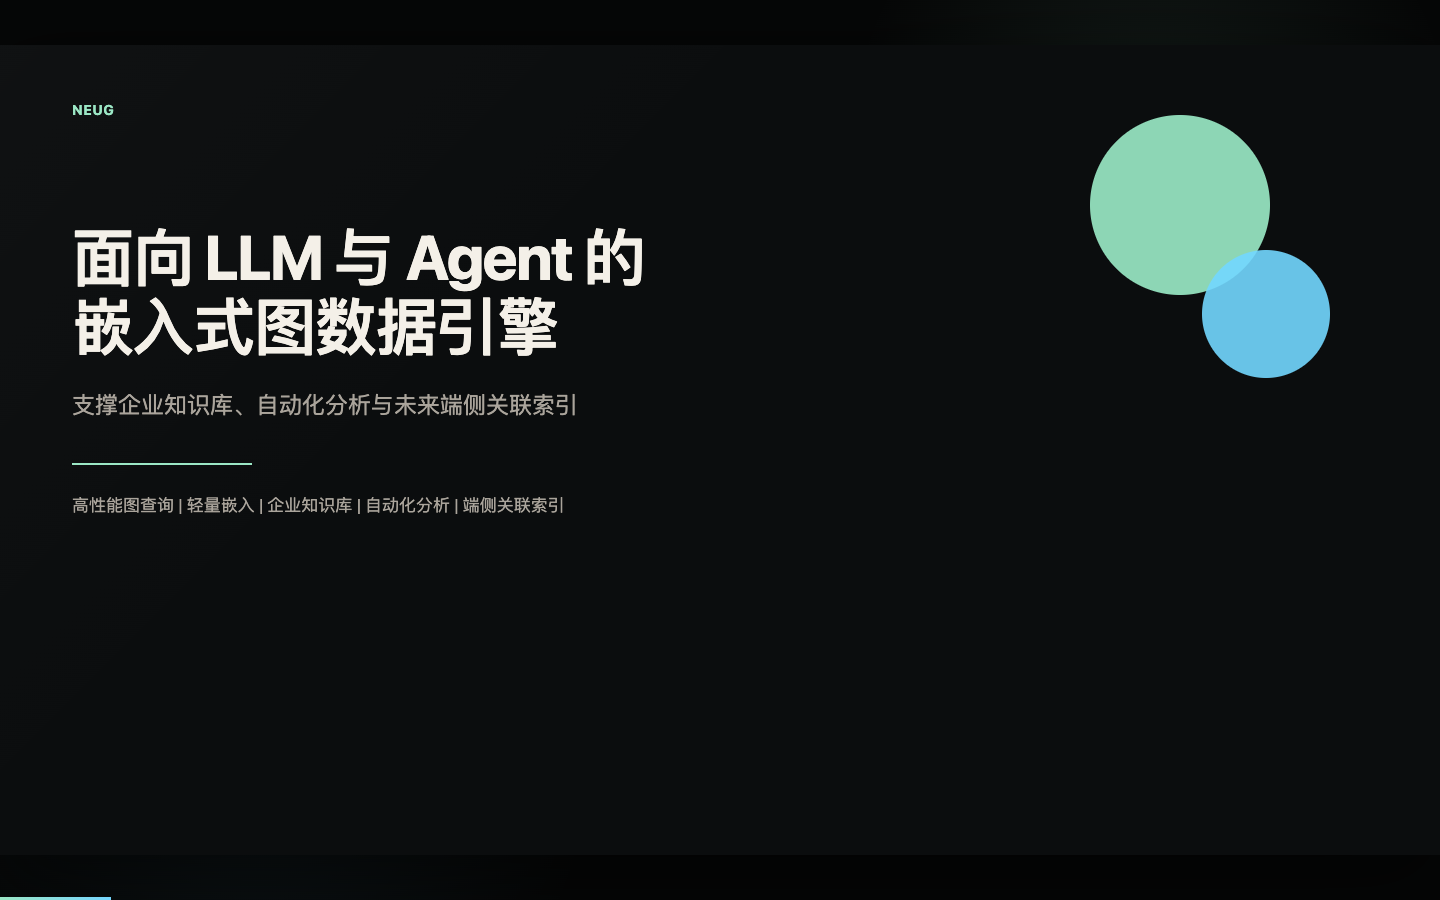 NEUG
面向 LLM 与 Agent 的
嵌入式图数据引擎
支撑企业知识库、自动化分析与未来端侧关联索引
高性能图查询 | 轻量嵌入 | 企业知识库 | 自动化分析 | 端侧关联索引